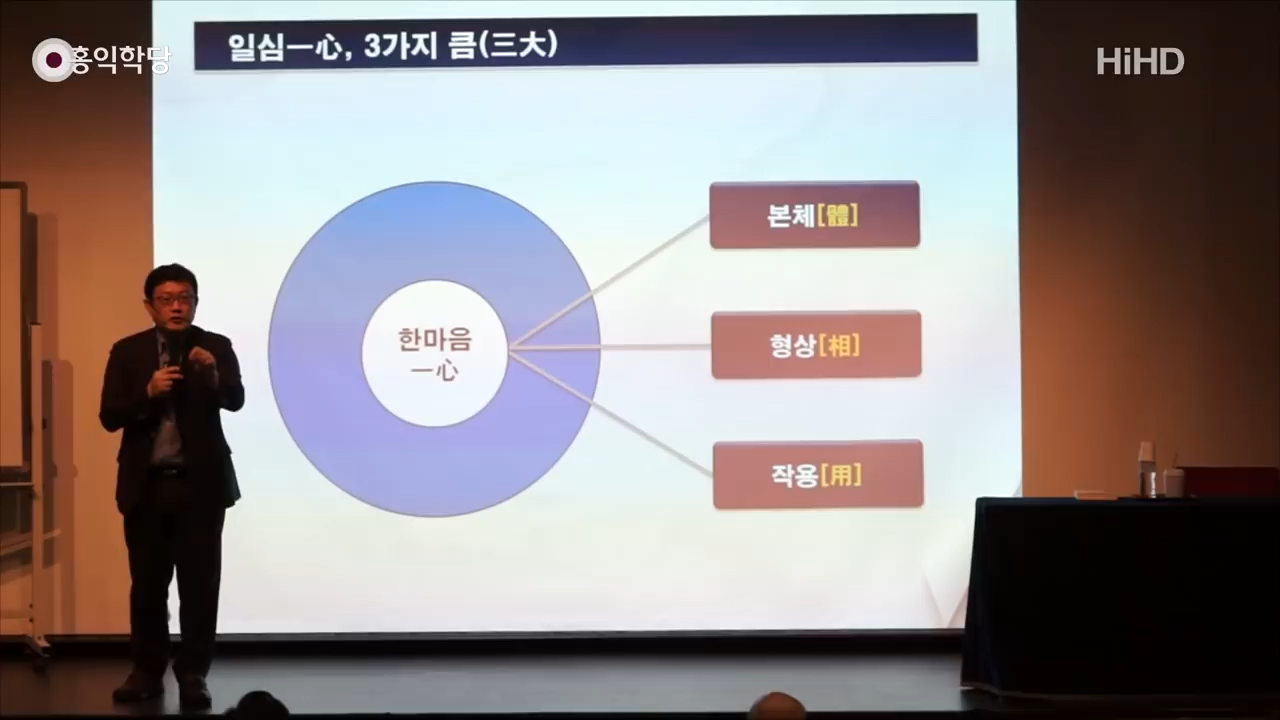 홍익학당
HiHD
일심一心, 3가지 큼(三大)
한마음
一心
본체[體]
형상[相]
작용[用]